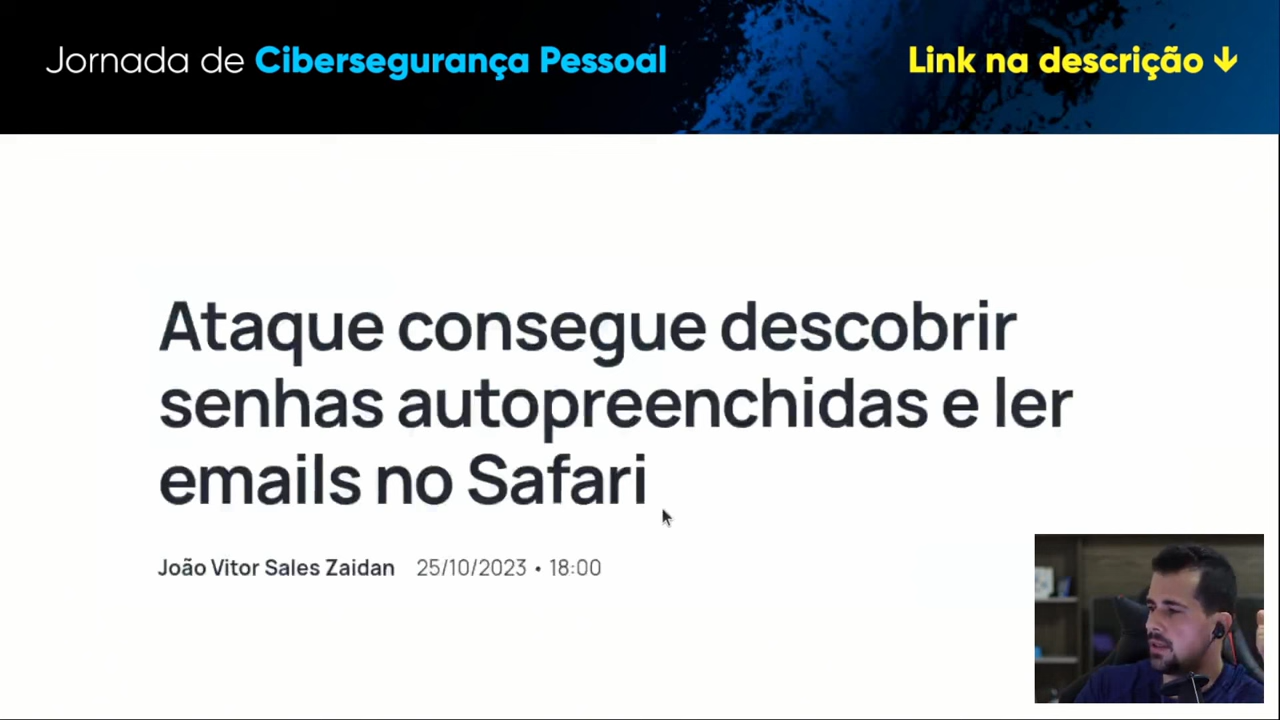 Jornada de Cibersegurança Pessoal
Link na descrição ↓
Ataque consegue descobrir
senhas autopreenchidas e ler
emails no Safari
João Vitor Sales Zaidan 25/10/2023 • 18:00